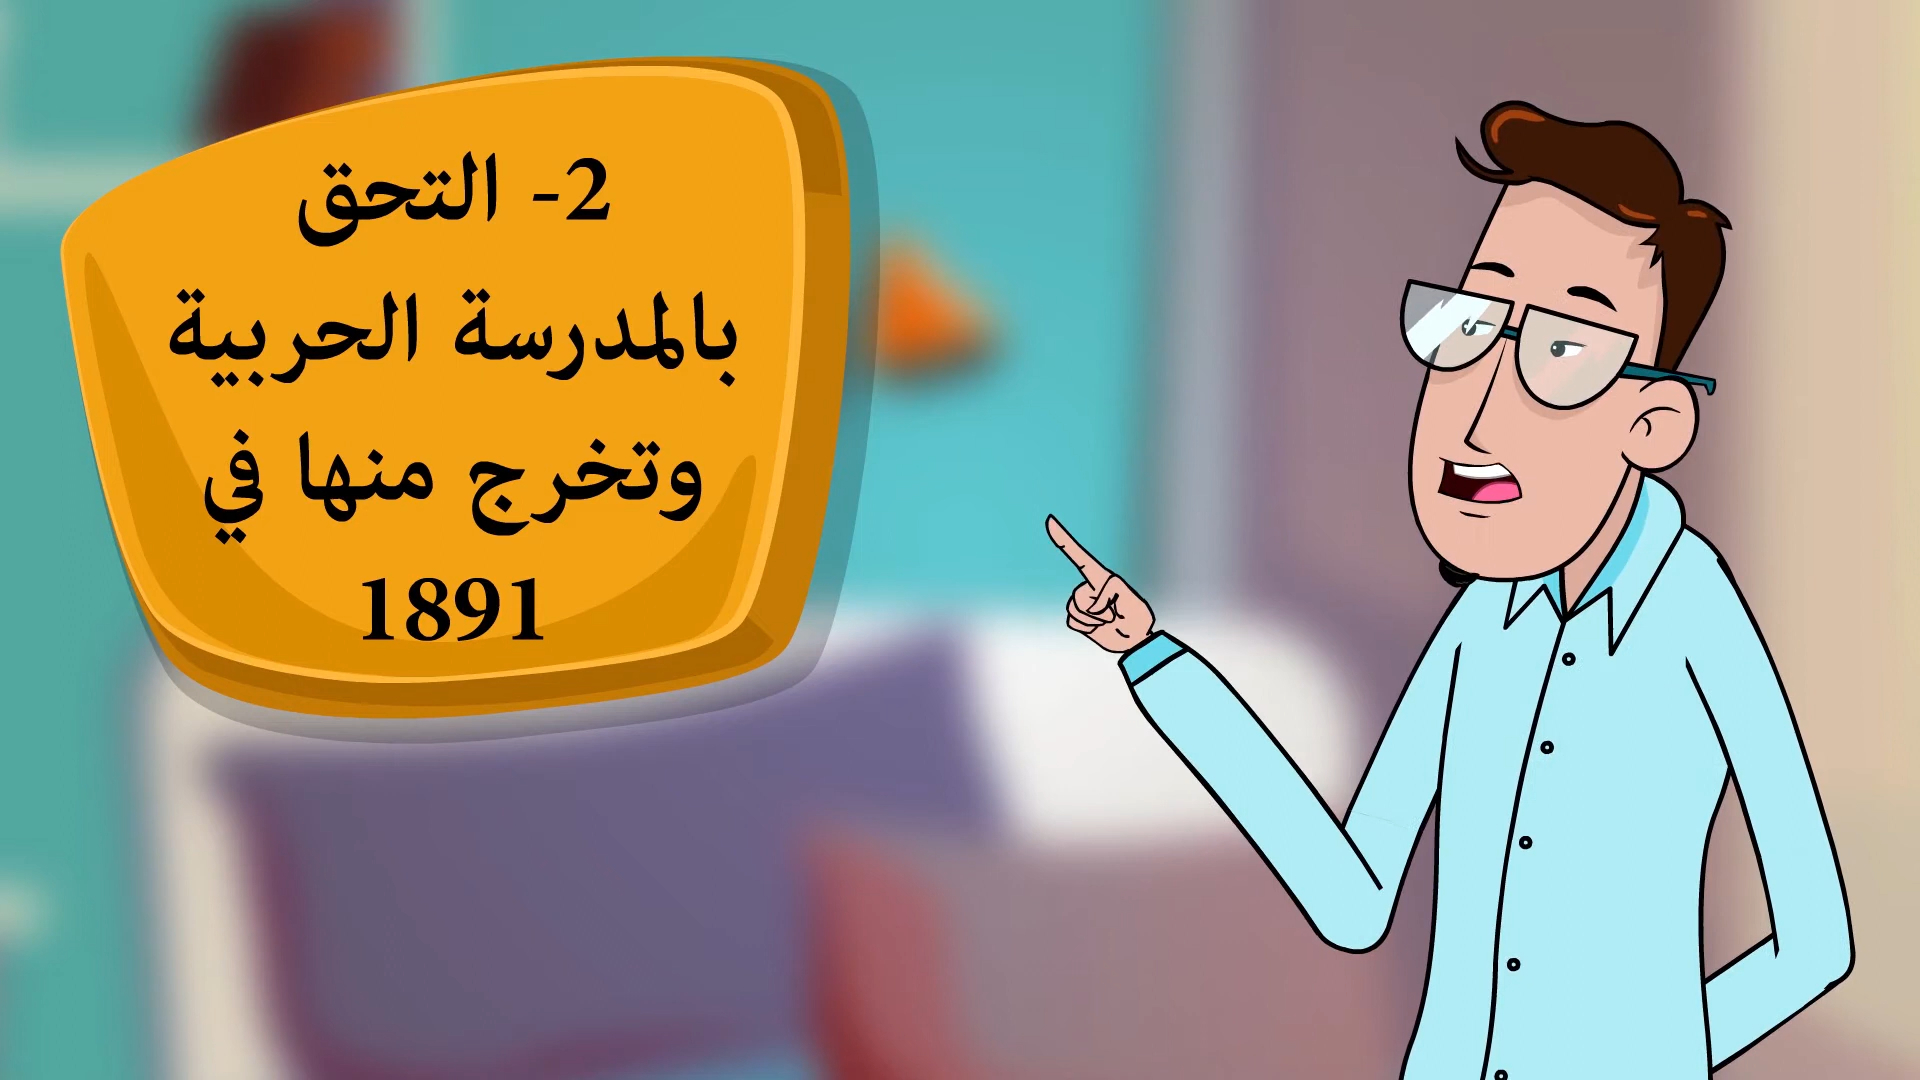 2- التحق
بالمدرسة الحربية
وتخرج منها في
1891